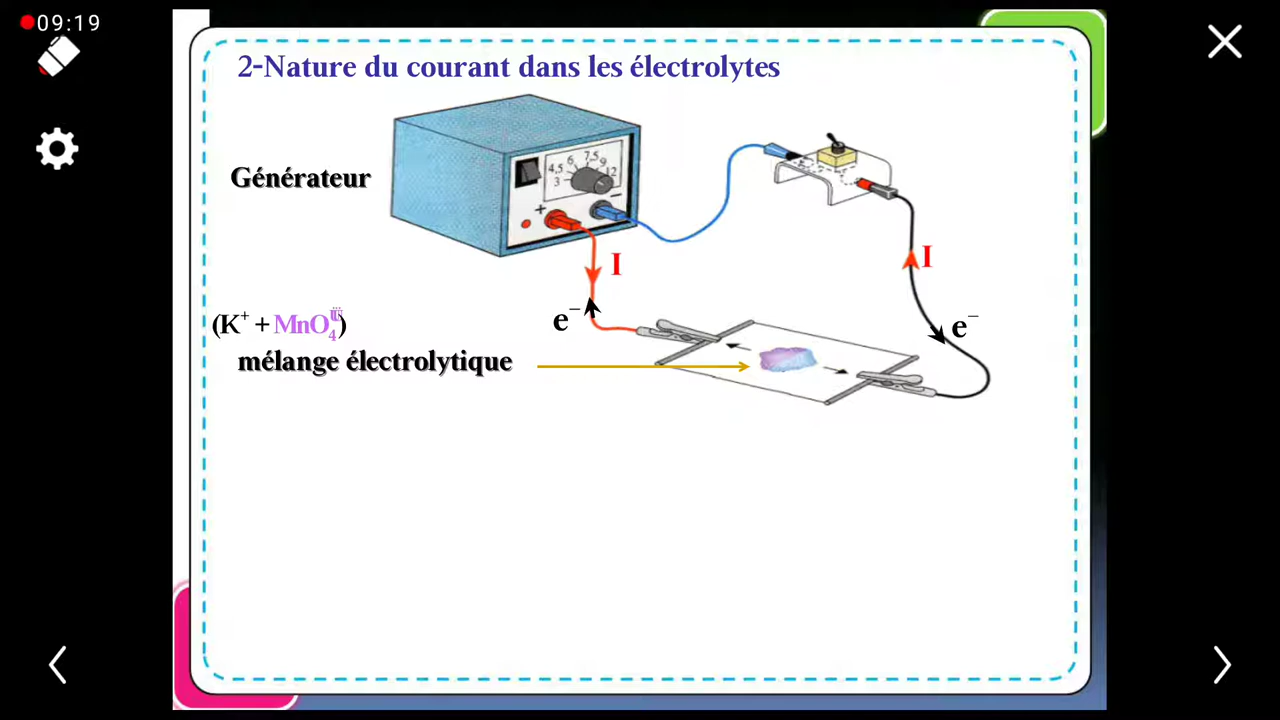 09:19
2-Nature du courant dans les électrolytes
Générateur
3 4,5 6 7,5 9 12
+ −
I
I
e⁻
e⁻
(K⁺ + MnO₄ )
mélange électrolytique